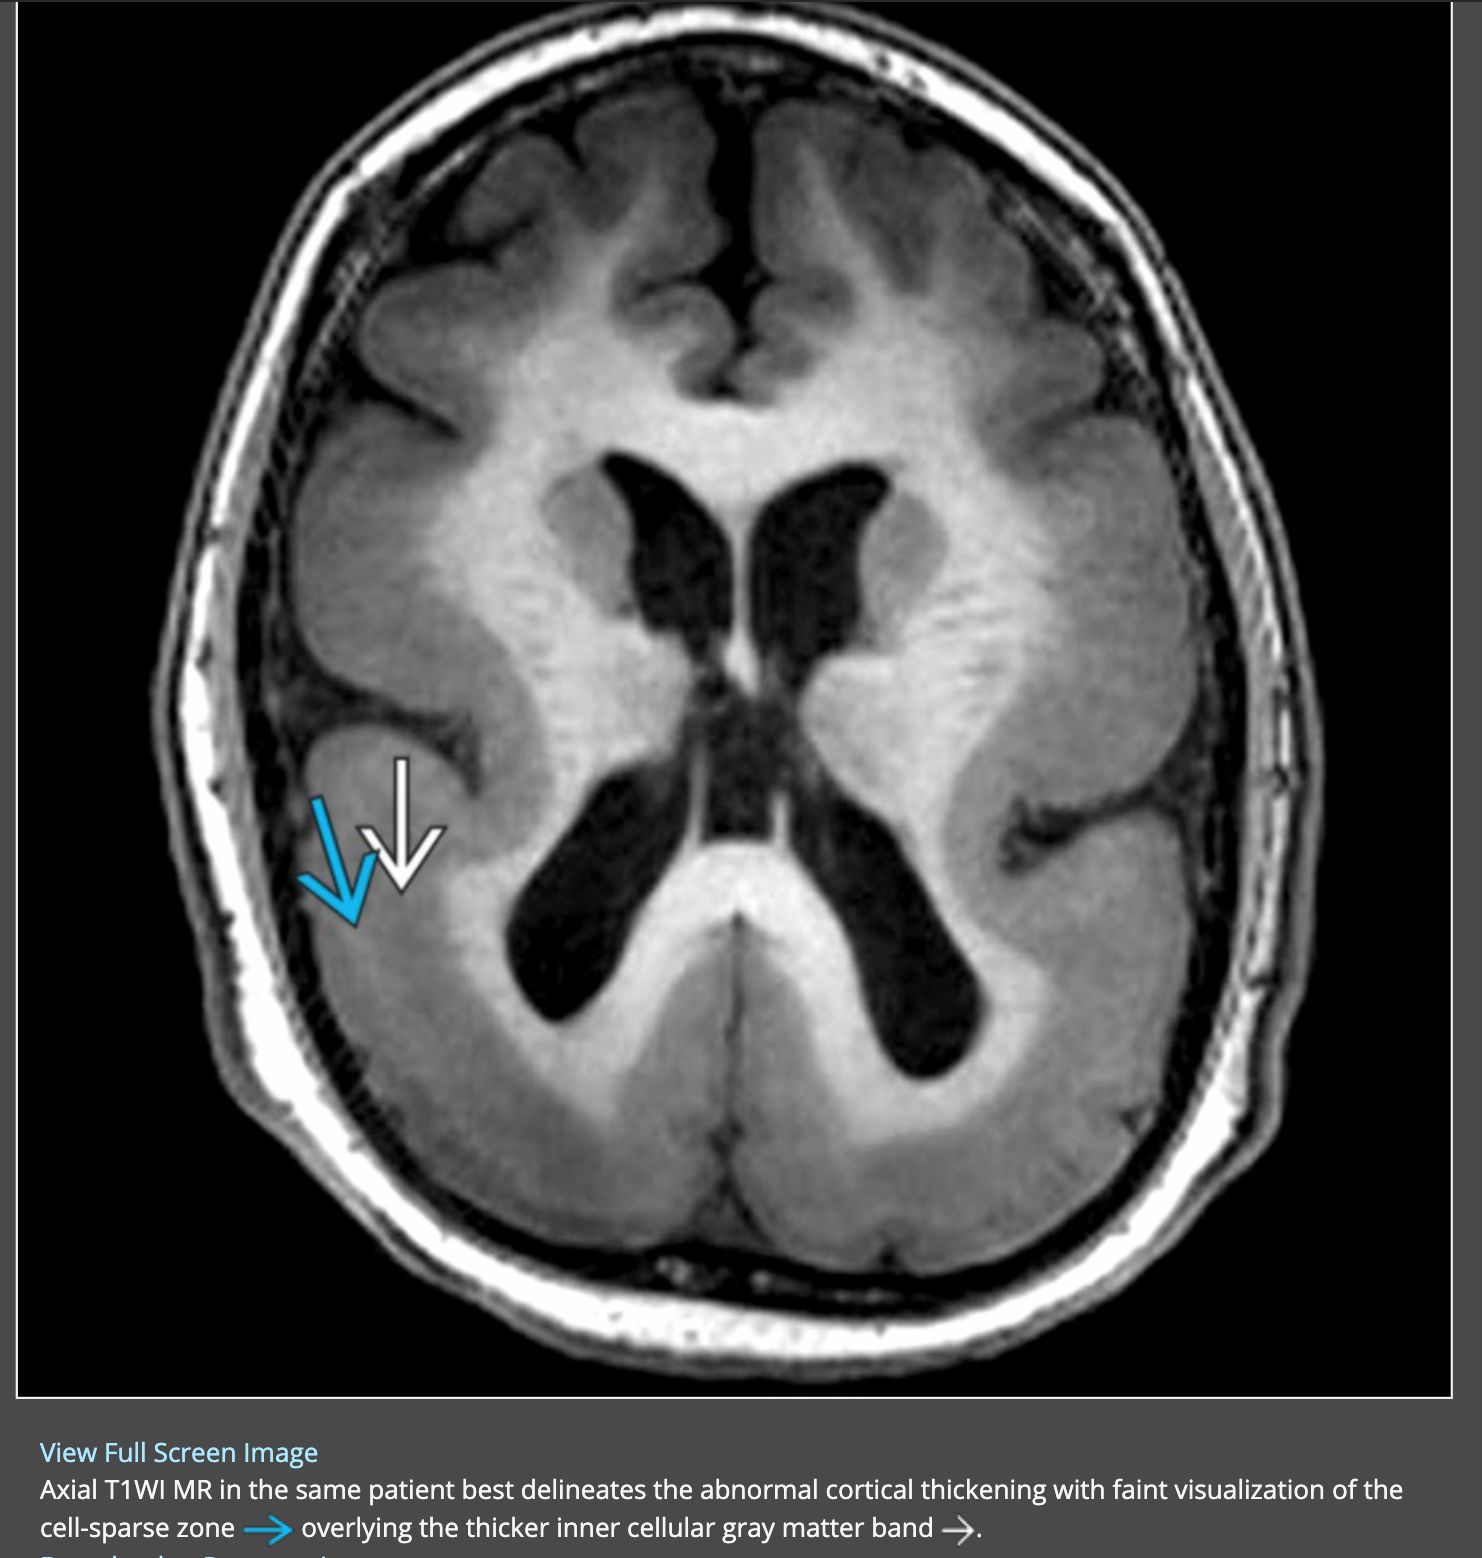 View Full Screen Image
Axial T1WI MR in the same patient best delineates the abnormal cortical thickening with faint visualization of the
cell-sparse zone → overlying the thicker inner cellular gray matter band →.